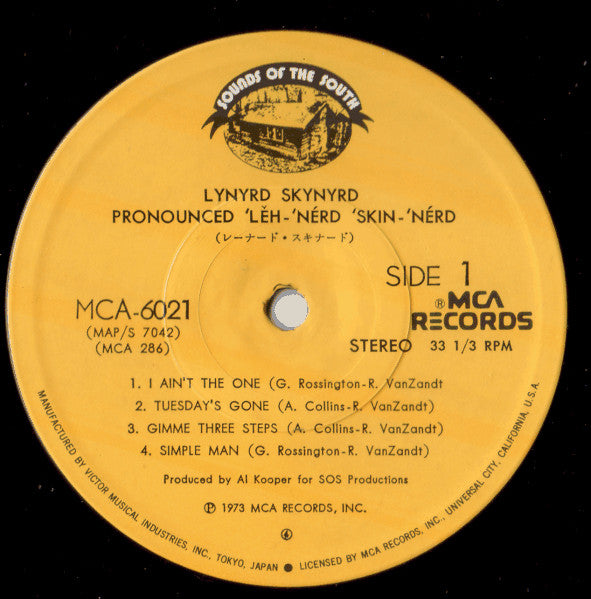 SOUNDS OF THE SOUTH
LYNYRD SKYNYRD
PRONOUNCED 'LĔH-'NÉRD 'SKIN-'NÉRD
(レーナード・スキナード)
SIDE 1
MCA-6021
(MAP/S 7042)
(MCA 286)
® MCA
RECORDS
STEREO 33 1/3 RPM
1. I AIN'T THE ONE (G. Rossington-R. VanZandt
2. TUESDAY'S GONE (A. Collins-R. VanZandt)
3. GIMME THREE STEPS (A. Collins-R. VanZandt)
4. SIMPLE MAN (G. Rossington-R. VanZandt)
Produced by Al Kooper for SOS Productions
Ⓟ 1973 MCA RECORDS, INC.
MANUFACTURED BY VICTOR MUSICAL INDUSTRIES, INC., TOKYO, JAPAN ● LICENSED BY MCA RECORDS, INC., UNIVERSAL CITY, CALIFORNIA, U.S.A.